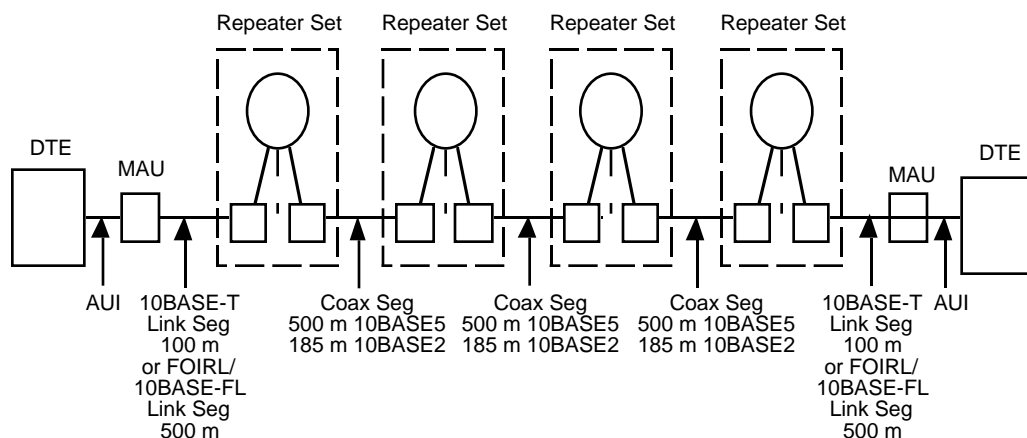 Repeater Set
Repeater Set
Repeater Set
Repeater Set
DTE
MAU
MAU
DTE
AUI
10BASE-T
Link Seg
100 m
or FOIRL/
10BASE-FL
Link Seg
500 m
Coax Seg
500 m 10BASE5
185 m 10BASE2
Coax Seg
500 m 10BASE5
185 m 10BASE2
Coax Seg
500 m 10BASE5
185 m 10BASE2
10BASE-T
Link Seg
100 m
or FOIRL/
10BASE-FL
Link Seg
500 m
AUI